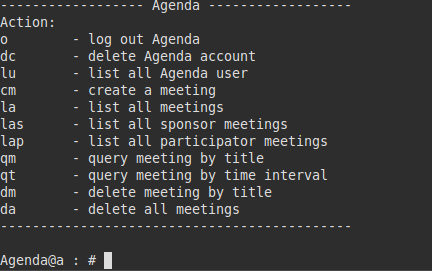 ------------------ Agenda ------------------
Action:
o        - log out Agenda
dc       - delete Agenda account
lu       - list all Agenda user
cm       - create a meeting
la       - list all meetings
las      - list all sponsor meetings
lap      - list all participator meetings
qm       - query meeting by title
qt       - query meeting by time interval
dm       - delete meeting by title
da       - delete all meetings
--------------------------------------------
Agenda@a : #